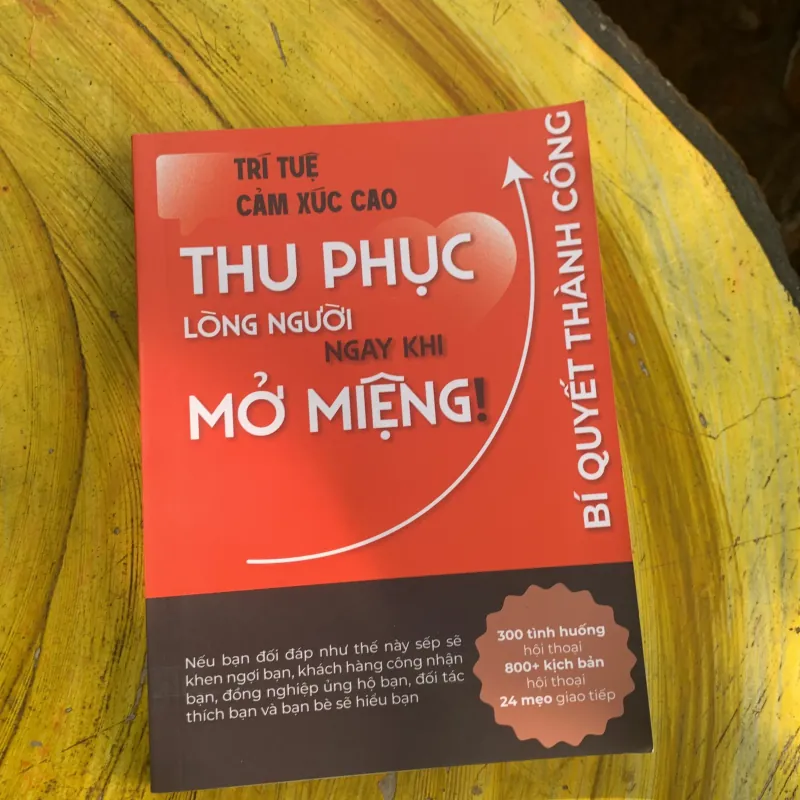 TRÍ TUỆ
CẢM XÚC CAO
THU PHỤC
LÒNG NGƯỜI
NGAY KHI
MỞ MIỆNG!
BÍ QUYẾT THÀNH CÔNG
Nếu bạn đối đáp như thế này sếp sẽ
khen ngợi bạn, khách hàng công nhận
bạn, đồng nghiệp ủng hộ bạn, đối tác
thích bạn và bạn bè sẽ hiểu bạn
300 tình huống
hội thoại
800+ kịch bản
hội thoại
24 mẹo giao tiếp